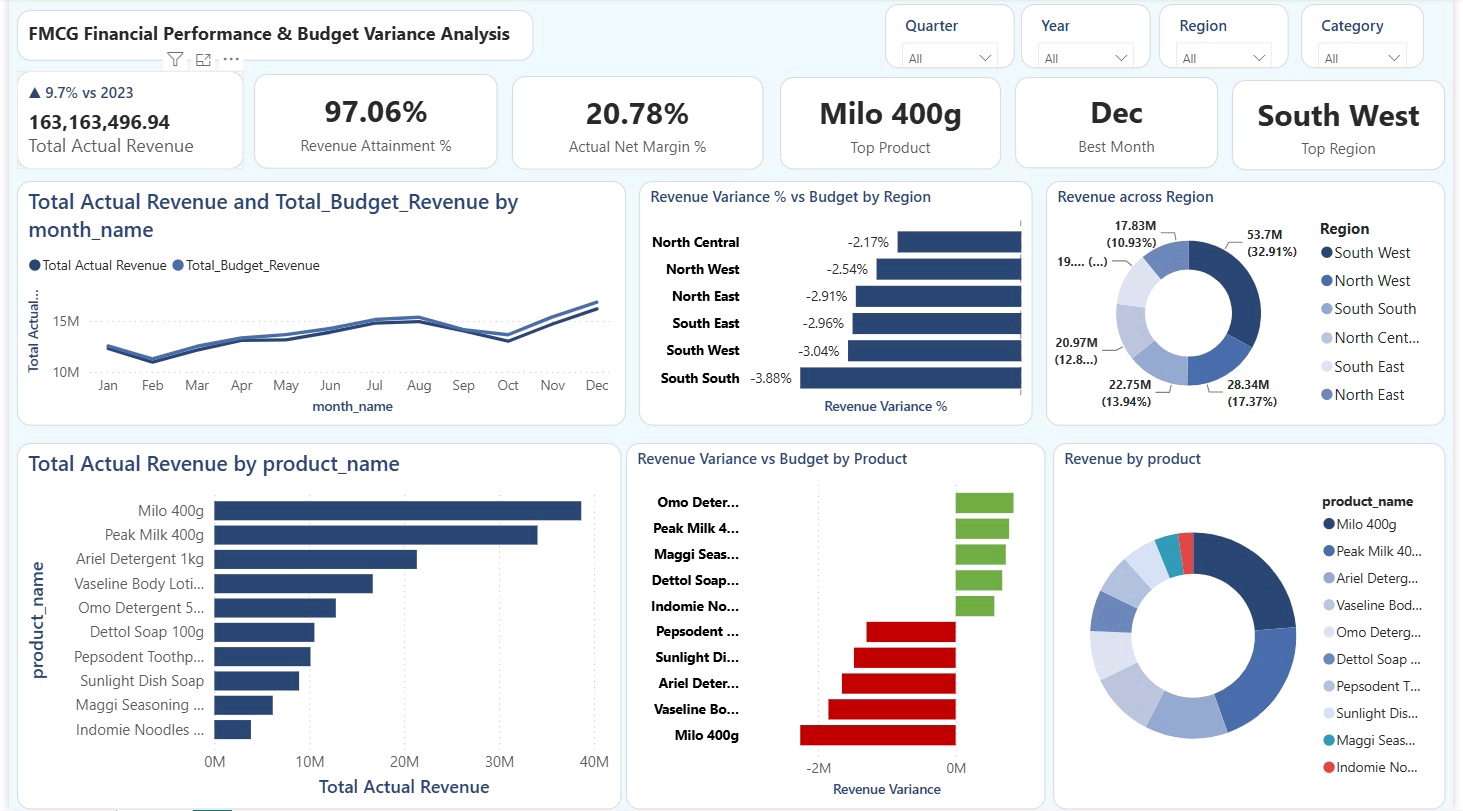 FMCG Financial Performance & Budget Variance Analysis
Quarter
All
Year
All
Region
All
Category
All
▲ 9.7% vs 2023
163,163,496.94
Total Actual Revenue
97.06%
Revenue Attainment %
20.78%
Actual Net Margin %
Milo 400g
Top Product
Dec
Best Month
South West
Top Region
Total Actual Revenue and Total_Budget_Revenue by
month_name
Total Actual Revenue Total_Budget_Revenue
Total Actual...
15M
10M
Jan Feb Mar Apr May Jun Jul Aug Sep Oct Nov Dec
month_name
Revenue Variance % vs Budget by Region
North Central -2.17%
North West -2.54%
North East -2.91%
South East -2.96%
South West -3.04%
South South -3.88%
Revenue Variance %
Revenue across Region
17.83M
(10.93%)
53.7M
(32.91%)
19.... (...)
20.97M
(12.8...)
22.75M
(13.94%)
28.34M
(17.37%)
Region
South West
North West
South South
North Cent...
South East
North East
Total Actual Revenue by product_name
product_name
Milo 400g
Peak Milk 400g
Ariel Detergent 1kg
Vaseline Body Loti...
Omo Detergent 5...
Dettol Soap 100g
Pepsodent Toothp...
Sunlight Dish Soap
Maggi Seasoning ...
Indomie Noodles ...
0M 10M 20M 30M 40M
Total Actual Revenue
Revenue Variance vs Budget by Product
Omo Deter...
Peak Milk 4...
Maggi Seas...
Dettol Soap...
Indomie No...
Pepsodent ...
Sunlight Di...
Ariel Deter...
Vaseline Bo...
Milo 400g
-2M 0M
Revenue Variance
Revenue by product
product_name
Milo 400g
Peak Milk 40...
Ariel Deterg...
Vaseline Bod...
Omo Deterg...
Dettol Soap ...
Pepsodent T...
Sunlight Dis...
Maggi Seas...
Indomie No...